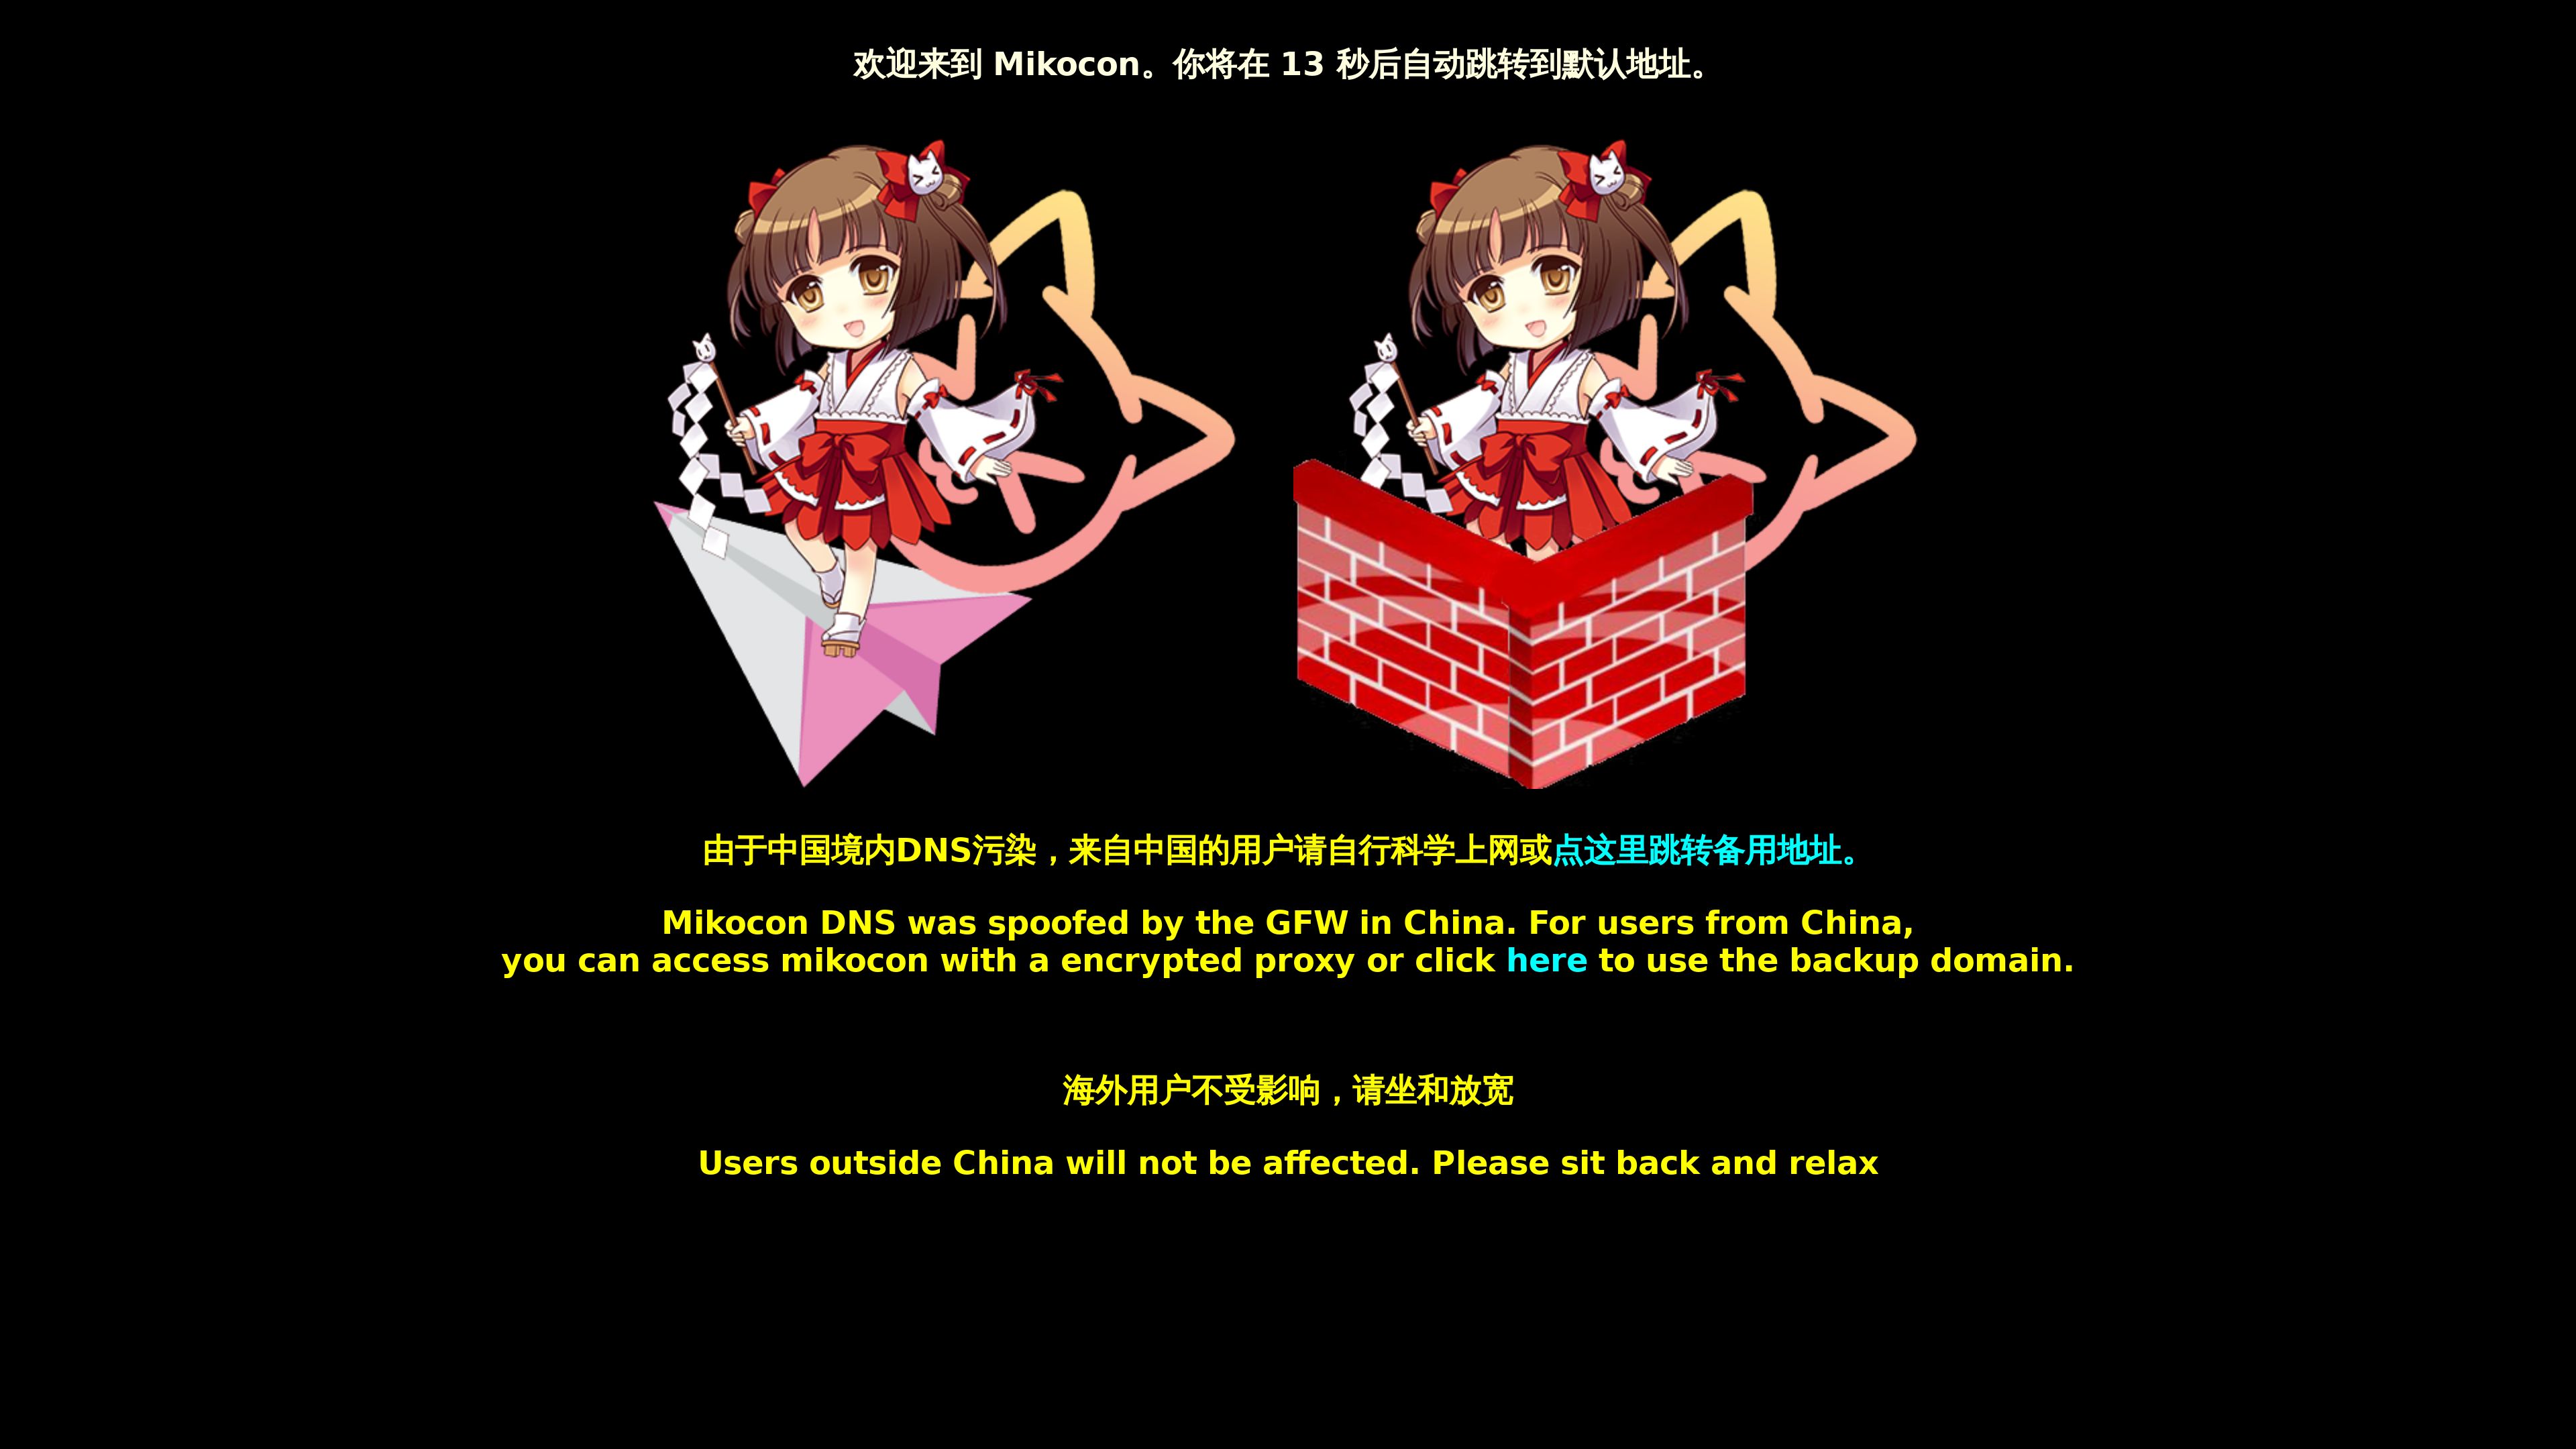 欢迎来到 Mikocon。你将在 13 秒后自动跳转到默认地址。
由于中国境内DNS污染，来自中国的用户请自行科学上网或点这里跳转备用地址。
Mikocon DNS was spoofed by the GFW in China. For users from China,
you can access mikocon with a encrypted proxy or click here to use the backup domain.
海外用户不受影响，请坐和放宽
Users outside China will not be affected. Please sit back and relax